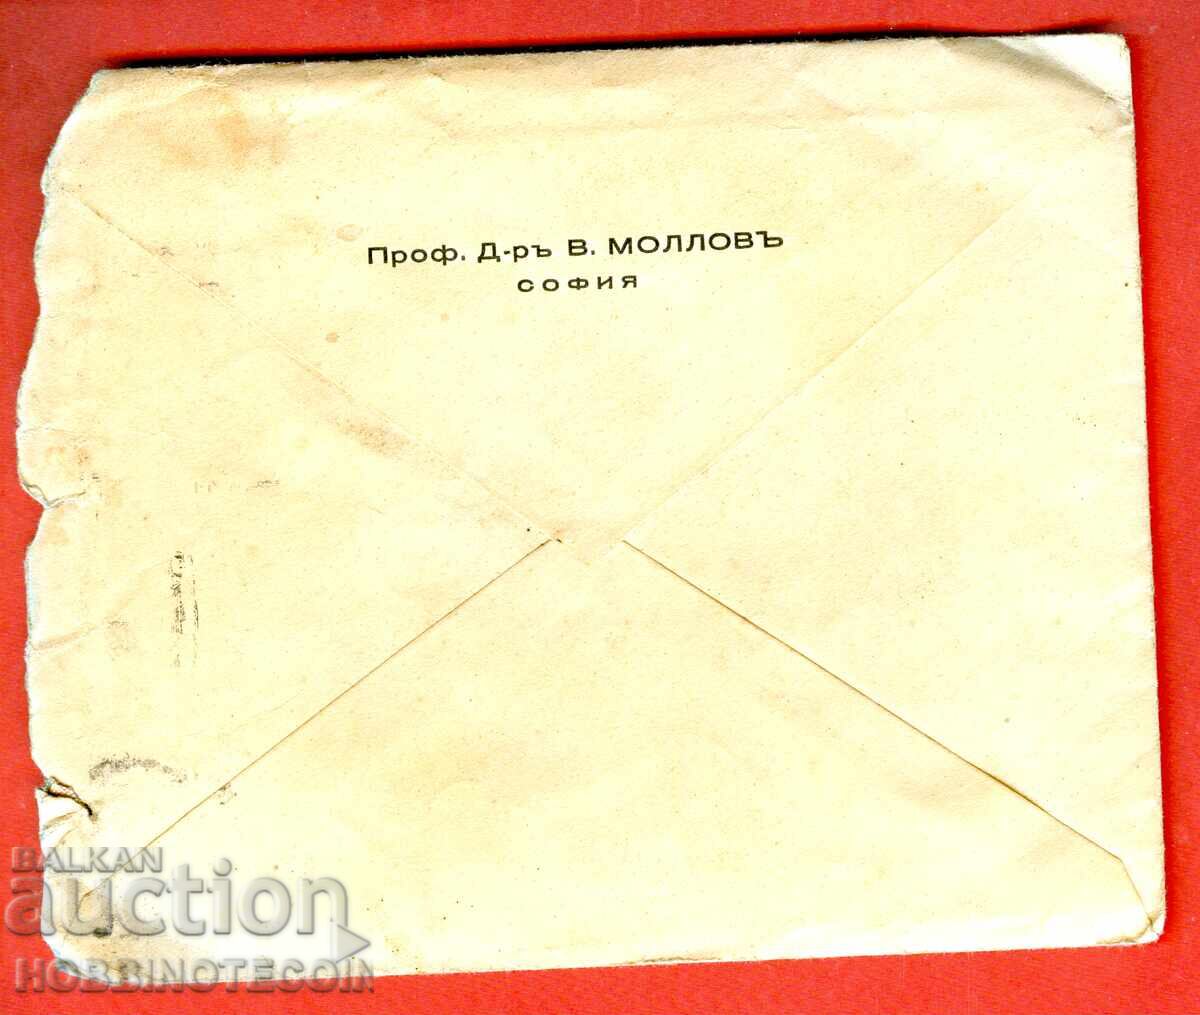 Проф. Д-ръ В. МОЛЛОВЪ
СОФИЯ
BALKAN
auction
HOBBINOTECOIN